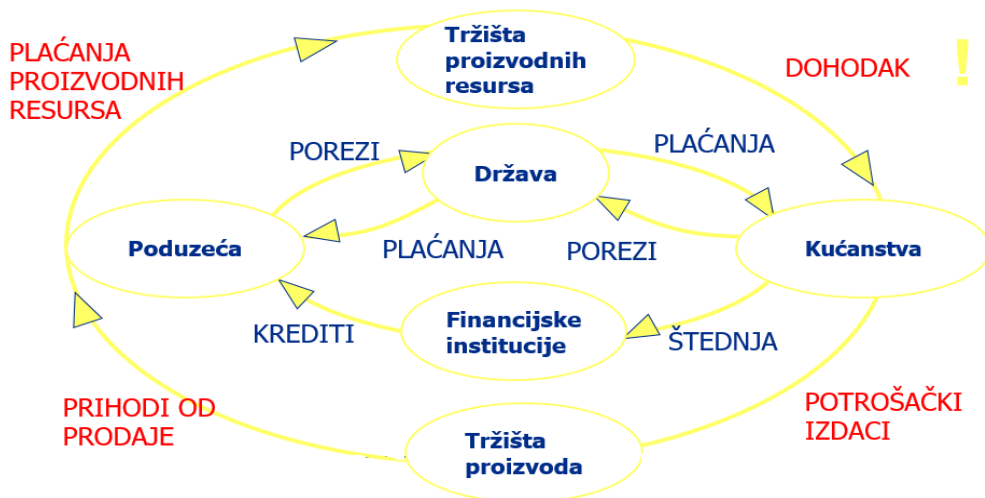 Tržišta
proizvodnih
resursa
PLAĆANJA
PROIZVODNIH
RESURSA
DOHODAK !
POREZI
PLAĆANJA
Država
Poduzeća
PLAĆANJA
POREZI
Kućanstva
KREDITI
Financijske
institucije
ŠTEDNJA
PRIHODI OD
PRODAJE
POTROŠAČKI
IZDACI
Tržišta
proizvoda